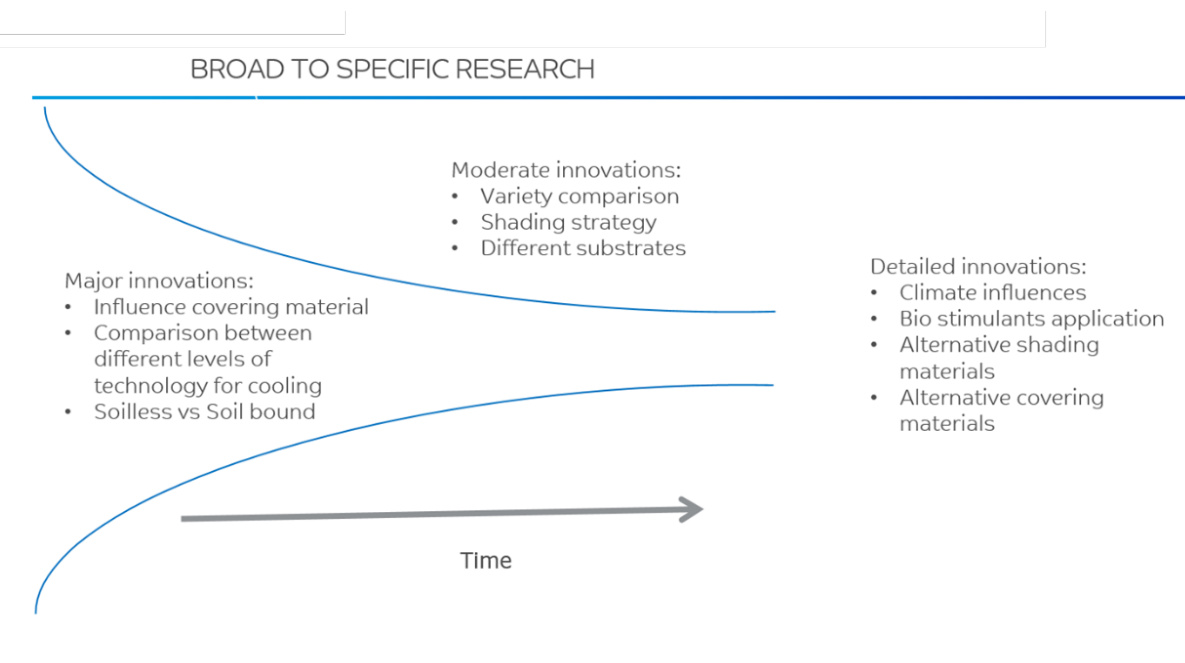 BROAD TO SPECIFIC RESEARCH
Moderate innovations:
• Variety comparison
• Shading strategy
• Different substrates
Major innovations:
• Influence covering material
• Comparison between
different levels of
technology for cooling
• Soilless vs Soil bound
Detailed innovations:
• Climate influences
• Bio stimulants application
• Alternative shading
materials
• Alternative covering
materials
Time